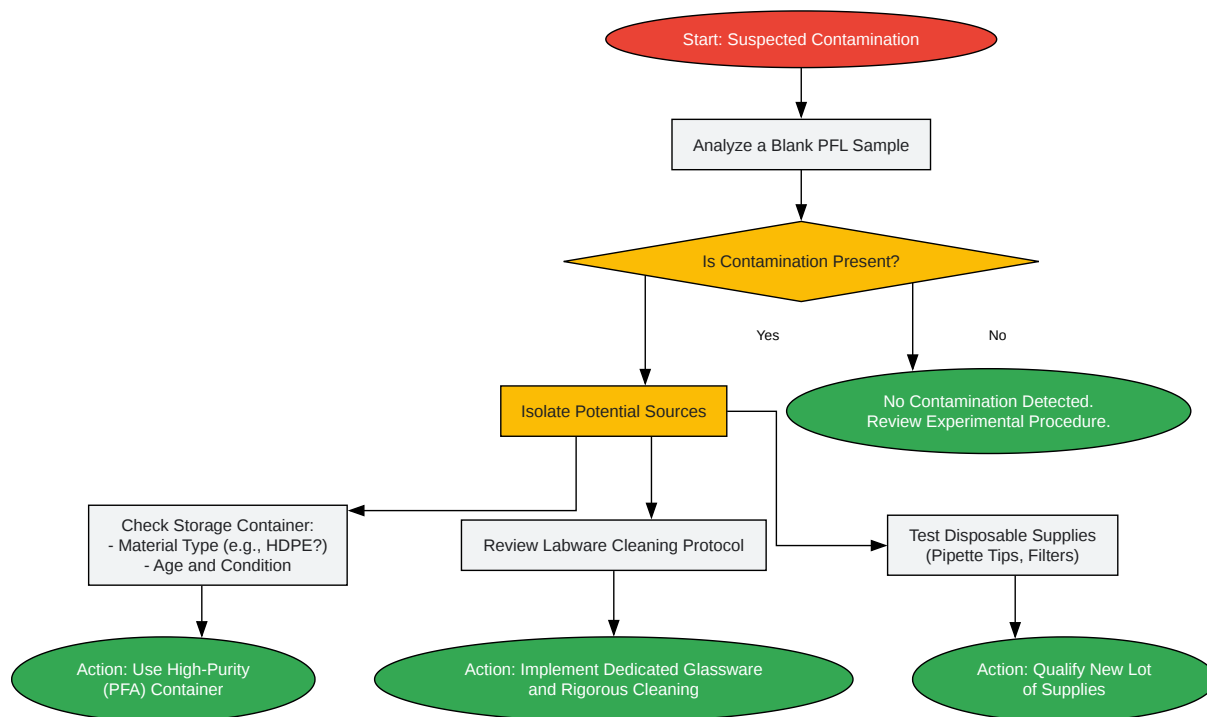 Start: Suspected Contamination
Analyze a Blank PFL Sample
Is Contamination Present?
Yes
No
Isolate Potential Sources
No Contamination Detected.
Review Experimental Procedure.
Check Storage Container:
- Material Type (e.g., HDPE?)
- Age and Condition
Review Labware Cleaning Protocol
Test Disposable Supplies
(Pipette Tips, Filters)
Action: Use High-Purity
(PFA) Container
Action: Implement Dedicated Glassware
and Rigorous Cleaning
Action: Qualify New Lot
of Supplies